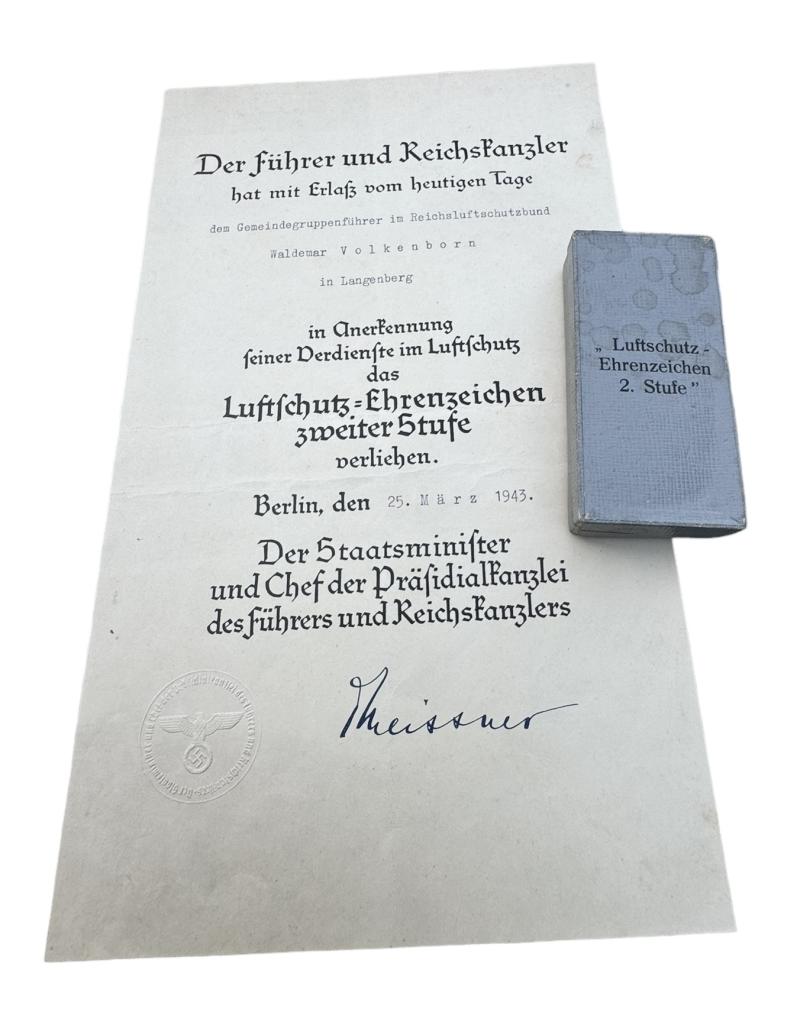 Der Führer und Reichskanzler
hat mit Erlaß vom heutigen Tage
dem Gemeindegruppenführer im Reichsluftschutzbund
Waldemar Volkenborn
in Langenberg
in Anerkennung
seiner Verdienste im Luftschutz
das
Luftschutz=Ehrenzeichen
zweiter Stufe
verliehen.
Berlin, den 25. März 1943.
Der Staatsminister
und Chef der Präsidialkanzlei
des Führers und Reichskanzlers
Meissner
„ Luftschutz -
Ehrenzeichen
2. Stufe ”